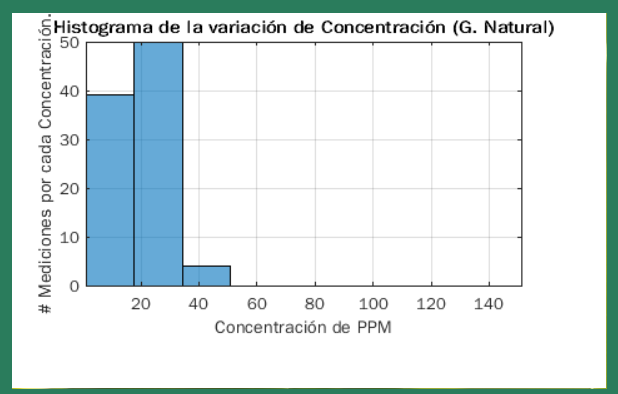 Histograma de la variación de Concentración (G. Natural)
# Mediciones por cada Concentración.
50
40
30
20
10
0
20 40 60 80 100 120 140
Concentración de PPM